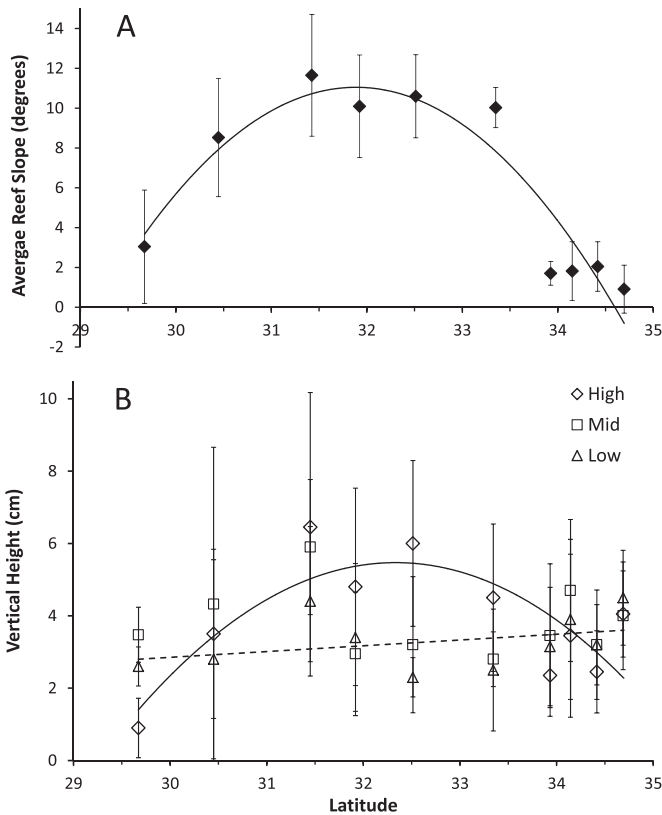 A
Avergae Reef Slope (degrees)
14
12
10
8
6
4
2
0
-2
29 30 31 32 33 34 35
B
High
Mid
Low
Vertical Height (cm)
10
8
6
4
2
0
29 30 31 32 33 34 35
Latitude